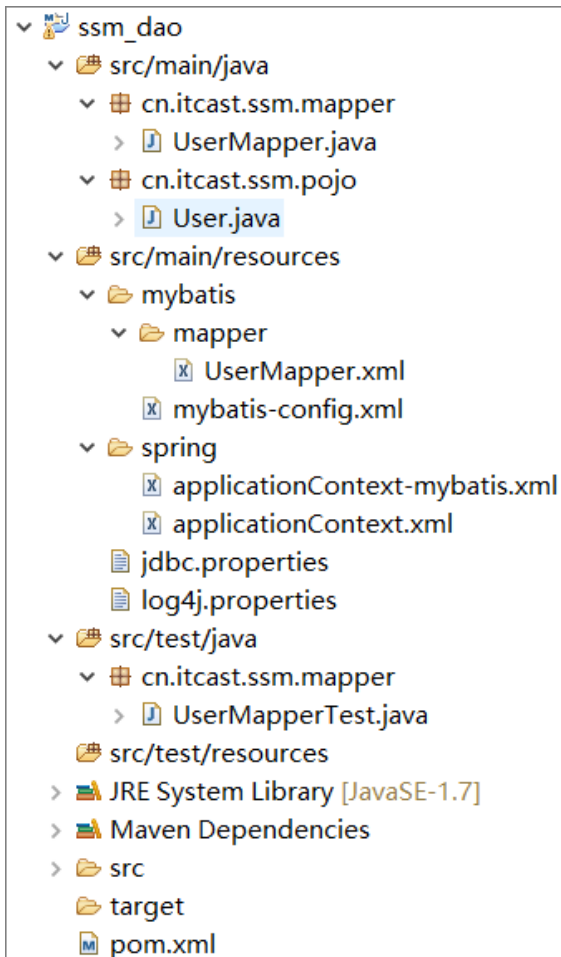 ssm_dao
src/main/java
cn.itcast.ssm.mapper
UserMapper.java
cn.itcast.ssm.pojo
User.java
src/main/resources
mybatis
mapper
UserMapper.xml
mybatis-config.xml
spring
applicationContext-mybatis.xml
applicationContext.xml
jdbc.properties
log4j.properties
src/test/java
cn.itcast.ssm.mapper
UserMapperTest.java
src/test/resources
JRE System Library [JavaSE-1.7]
Maven Dependencies
src
target
pom.xml